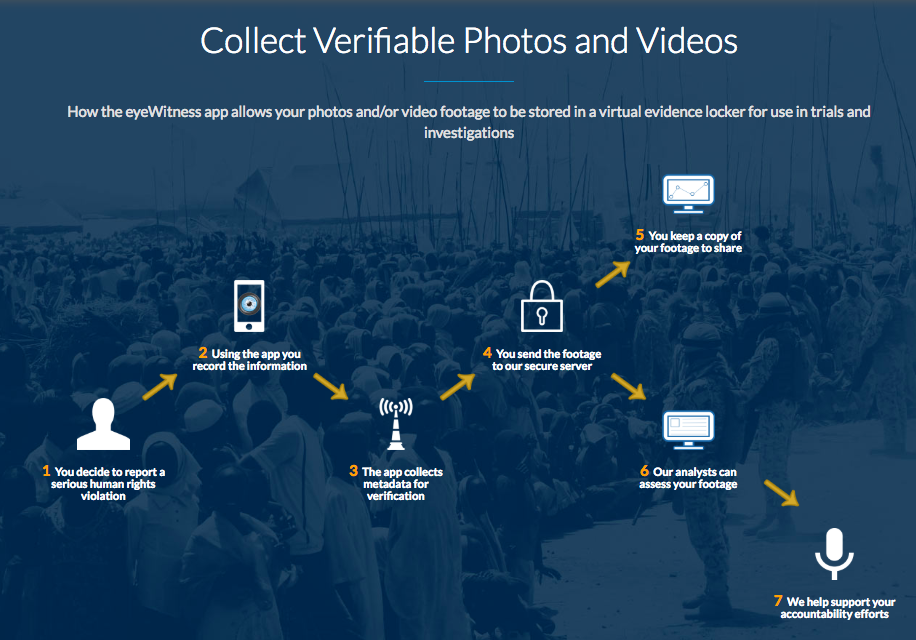 Collect Verifiable Photos and Videos
How the eyeWitness app allows your photos and/or video footage to be stored in a virtual evidence locker for use in trials and
investigations
1 You decide to report a
serious human rights
violation
2 Using the app you
record the information
3 The app collects
metadata for
verification
4 You send the footage
to our secure server
5 You keep a copy of
your footage to share
6 Our analysts can
assess your footage
7 We help support your
accountability efforts